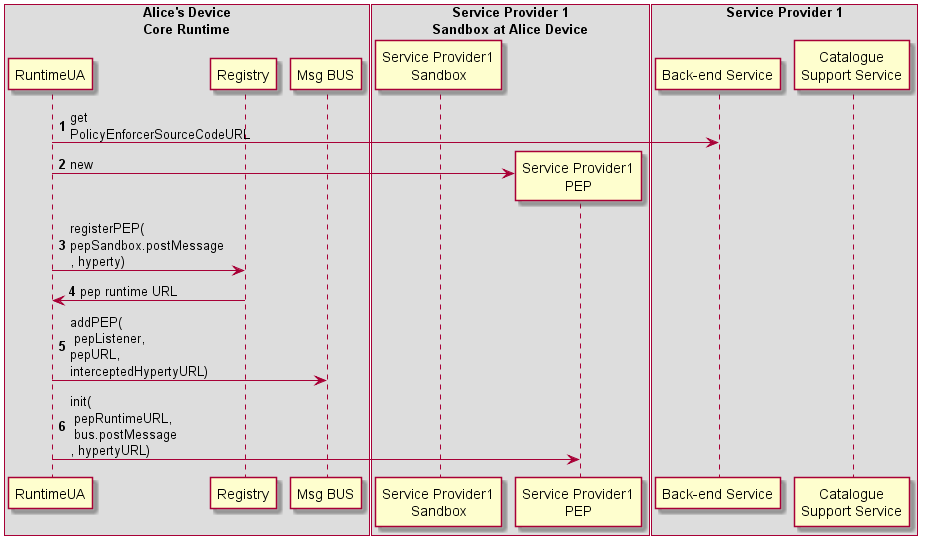 Alice's Device
Core Runtime
Service Provider 1
Sandbox at Alice Device
Service Provider 1
RuntimeUA
Registry
Msg BUS
Service Provider1
Sandbox
Back-end Service
Catalogue
Support Service
1 get
PolicyEnforcerSourceCodeURL
2 new
Service Provider1
PEP
3 registerPEP(
pepSandbox.postMessage
, hyperty)
4 pep runtime URL
5 addPEP(
pepListener,
pepURL,
interceptedHypertyURL)
6 init(
pepRuntimeURL,
bus.postMessage
, hypertyURL)
RuntimeUA
Registry
Msg BUS
Service Provider1
Sandbox
Service Provider1
PEP
Back-end Service
Catalogue
Support Service